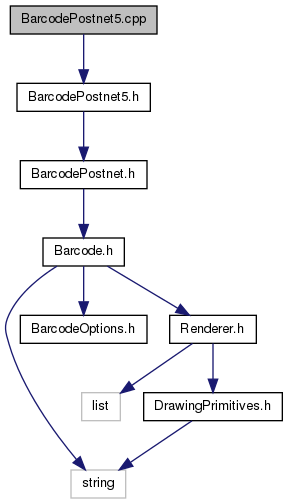 BarcodePostnet5.cpp
BarcodePostnet5.h
BarcodePostnet.h
Barcode.h
BarcodeOptions.h
Renderer.h
list
DrawingPrimitives.h
string